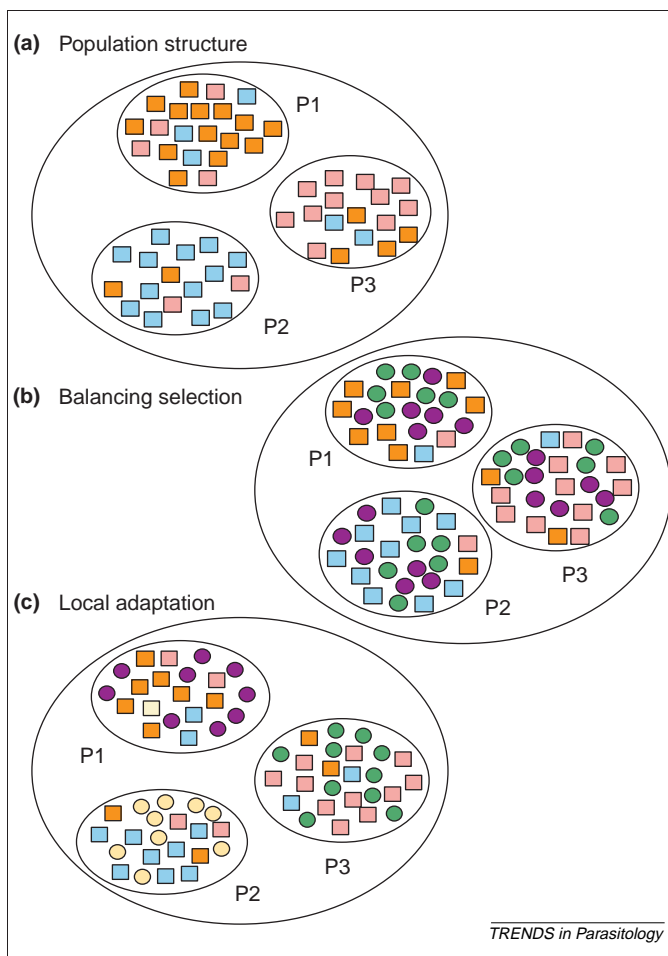 (a) Population structure
P1
P3
P2
(b) Balancing selection
P1
P3
P2
(c) Local adaptation
P1
P3
P2
TRENDS in Parasitology